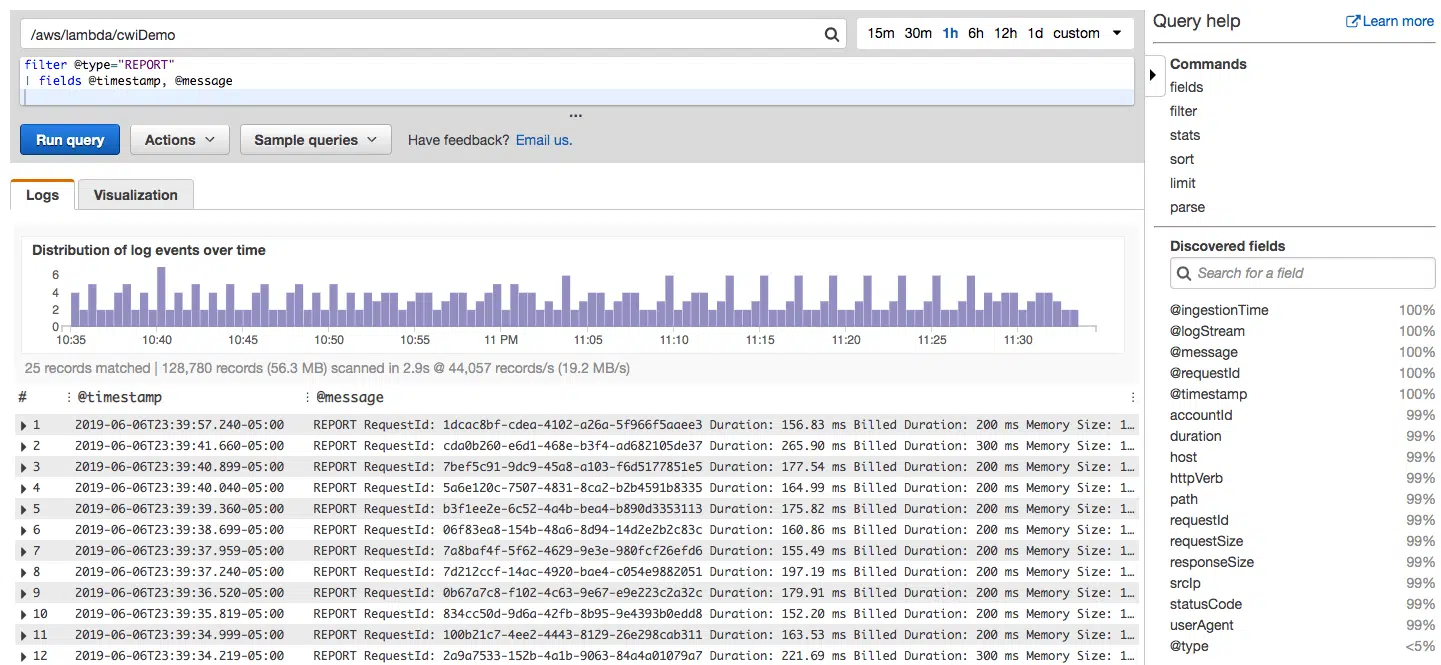 /aws/lambda/cwiDemo
15m 30m 1h 6h 12h 1d custom
filter @type="REPORT"
| fields @timestamp, @message
Run query Actions Sample queries Have feedback? Email us.
Logs Visualization
Distribution of log events over time
6
4
2
0
10:35 10:40 10:45 10:50 10:55 11 PM 11:05 11:10 11:15 11:20 11:25 11:30
25 records matched | 128,780 records (56.3 MB) scanned in 2.9s @ 44,057 records/s (19.2 MB/s)
# @timestamp @message
1 2019-06-06T23:39:57.240-05:00 REPORT RequestId: 1dcac8bf-cdea-4102-a26a-5f966f5aaee3 Duration: 156.83 ms Billed Duration: 200 ms Memory Size: 1…
2 2019-06-06T23:39:41.660-05:00 REPORT RequestId: cda0b260-e6d1-468e-b3f4-ad682105de37 Duration: 265.90 ms Billed Duration: 300 ms Memory Size: 1…
3 2019-06-06T23:39:40.899-05:00 REPORT RequestId: 7bef5c91-9dc9-45a8-a103-f6d5177851e5 Duration: 177.54 ms Billed Duration: 200 ms Memory Size: 1…
4 2019-06-06T23:39:40.040-05:00 REPORT RequestId: 5a6e120c-7507-4831-8ca2-b2b4591b8335 Duration: 164.99 ms Billed Duration: 200 ms Memory Size: 1…
5 2019-06-06T23:39:39.360-05:00 REPORT RequestId: b3f1ee2e-6c52-4a4b-bea4-b890d3353113 Duration: 175.82 ms Billed Duration: 200 ms Memory Size: 1…
6 2019-06-06T23:39:38.699-05:00 REPORT RequestId: 06f83ea8-154b-48a6-8d94-14d2e2b2c83c Duration: 160.86 ms Billed Duration: 200 ms Memory Size: 1…
7 2019-06-06T23:39:37.959-05:00 REPORT RequestId: 7a8baf4f-5f62-4629-9e3e-980fcf26efd6 Duration: 155.49 ms Billed Duration: 200 ms Memory Size: 1…
8 2019-06-06T23:39:37.240-05:00 REPORT RequestId: 7d212ccf-14ac-4920-bae4-c054e9882051 Duration: 197.19 ms Billed Duration: 200 ms Memory Size: 1…
9 2019-06-06T23:39:36.520-05:00 REPORT RequestId: 0b67a7c8-f102-4c63-9e67-e9e223c2a32c Duration: 179.91 ms Billed Duration: 200 ms Memory Size: 1…
10 2019-06-06T23:39:35.819-05:00 REPORT RequestId: 834cc50d-9d6a-42fb-8b95-9e4393b0edd8 Duration: 152.20 ms Billed Duration: 200 ms Memory Size: 1…
11 2019-06-06T23:39:34.999-05:00 REPORT RequestId: 100b21c7-4ee2-4443-8129-26e298cab311 Duration: 163.53 ms Billed Duration: 200 ms Memory Size: 1…
12 2019-06-06T23:39:34.219-05:00 REPORT RequestId: 2a9a7533-152b-4a1b-9063-84a4a01079a7 Duration: 221.69 ms Billed Duration: 300 ms Memory Size: 1…
Query help Learn more
Commands
fields
filter
stats
sort
limit
parse
Discovered fields
Search for a field
@ingestionTime 100%
@logStream 100%
@message 100%
@requestId 100%
@timestamp 100%
accountId 99%
duration 99%
host 99%
httpVerb 99%
path 99%
requestId 99%
requestSize 99%
responseSize 99%
srcIp 99%
statusCode 99%
userAgent 99%
@type <5%